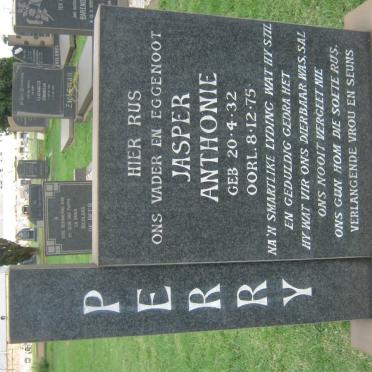 HIER RUS
ONS VADER EN EGGENOOT
JASPER
ANTHONIE
GEB 20·4·32
OORL 8·12·75
NA'N SMARTLIKE LYDING WAT HY STIL
EN GEDULDIG GEDRA HET
HY WAT VIR ONS DIERBAAR WAS, SAL
ONS NOOIT VERGEET NIE
ONS GUN HOM DIE SOETE RUS.
VERLANGENDE VROU EN SEUNS
PERRY